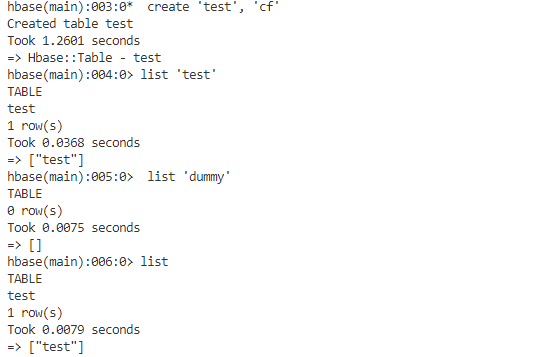 hbase(main):003:0*  create 'test', 'cf'
Created table test
Took 1.2601 seconds
=> Hbase::Table - test
hbase(main):004:0> list 'test'
TABLE
test
1 row(s)
Took 0.0368 seconds
=> ["test"]
hbase(main):005:0>  list 'dummy'
TABLE
0 row(s)
Took 0.0075 seconds
=> []
hbase(main):006:0> list
TABLE
test
1 row(s)
Took 0.0079 seconds
=> ["test"]